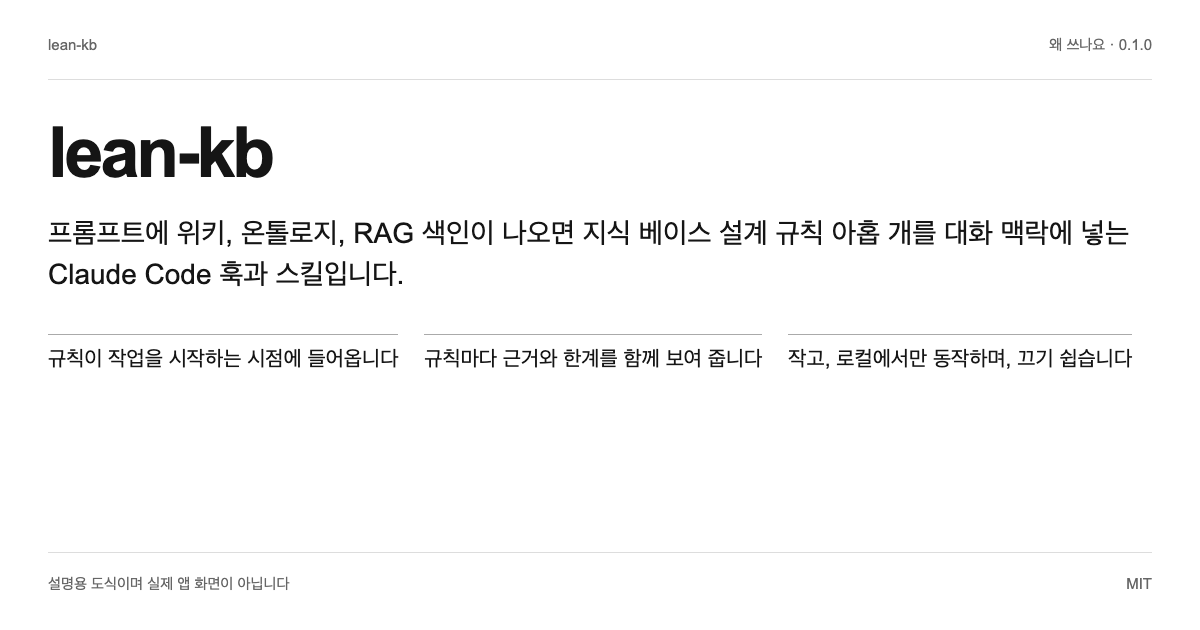 lean-kb
왜 쓰나요 · 0.1.0
lean-kb
프롬프트에 위키, 온톨로지, RAG 색인이 나오면 지식 베이스 설계 규칙 아홉 개를 대화 맥락에 넣는
Claude Code 훅과 스킬입니다.
규칙이 작업을 시작하는 시점에 들어옵니다
규칙마다 근거와 한계를 함께 보여 줍니다
작고, 로컬에서만 동작하며, 끄기 쉽습니다
설명용 도식이며 실제 앱 화면이 아닙니다
MIT